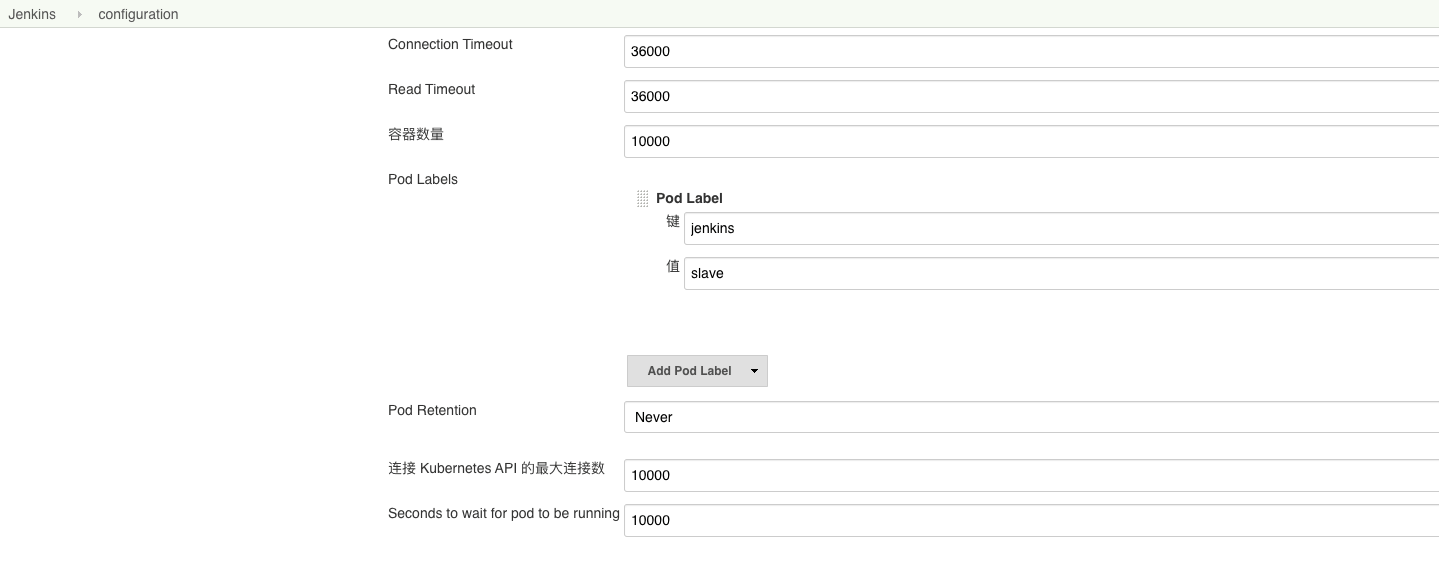 Jenkins configuration
Connection Timeout 36000
Read Timeout 36000
容器数量 10000
Pod Labels
Pod Label
键 jenkins
值 slave
Add Pod Label
Pod Retention Never
连接 Kubernetes API 的最大连接数 10000
Seconds to wait for pod to be running 10000